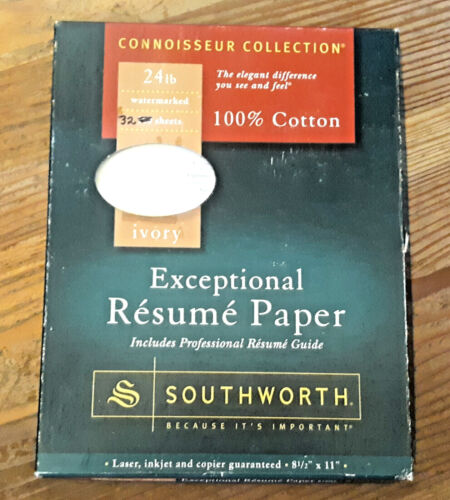 CONNOISSEUR COLLECTION®
24lb
watermarked
32 sheets
ivory
The elegant difference
you see and feel®
100% Cotton
Exceptional
Résumé Paper
Includes Professional Résumé Guide
S SOUTHWORTH®
BECAUSE IT'S IMPORTANT®
• Laser, inkjet and copier guaranteed • 8½" x 11" •